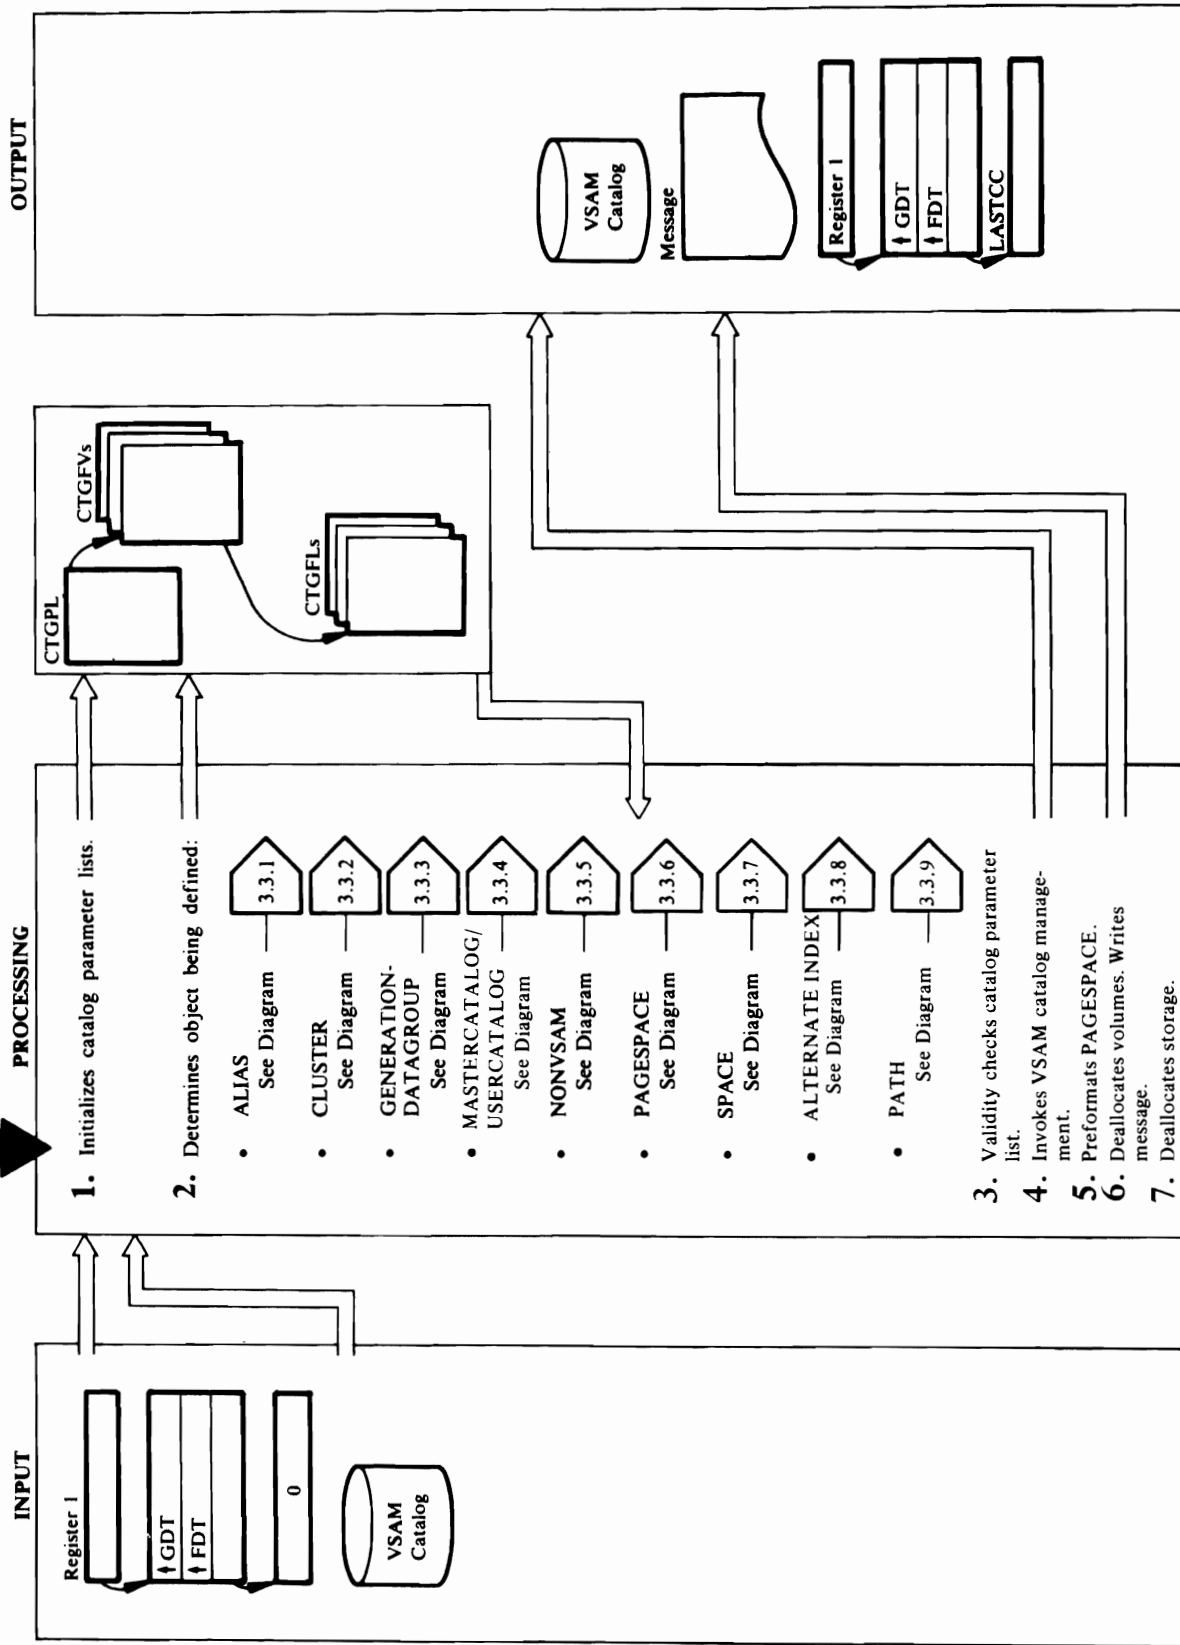 INPUT
Register 1
↑ GDT
↑ FDT
0
VSAM
Catalog
PROCESSING
1. Initializes catalog parameter lists.
2. Determines object being defined:
• ALIAS
See Diagram
3.3.1
• CLUSTER
See Diagram
3.3.2
• GENERATION-
DATAGROUP
See Diagram
3.3.3
• MASTERCATALOG/
USERCATALOG
See Diagram
3.3.4
• NONVSAM
See Diagram
3.3.5
• PAGESPACE
See Diagram
3.3.6
• SPACE
See Diagram
3.3.7
• ALTERNATE INDEX
See Diagram
3.3.8
• PATH
See Diagram
3.3.9
3. Validity checks catalog parameter
list.
4. Invokes VSAM catalog manage-
ment.
5. Preformats PAGESPACE.
6. Deallocates volumes. Writes
message.
7. Deallocates storage.
CTGPL
CTGFVs
CTGFLs
OUTPUT
VSAM
Catalog
Message
Register 1
↑ GDT
↑ FDT
LASTCC